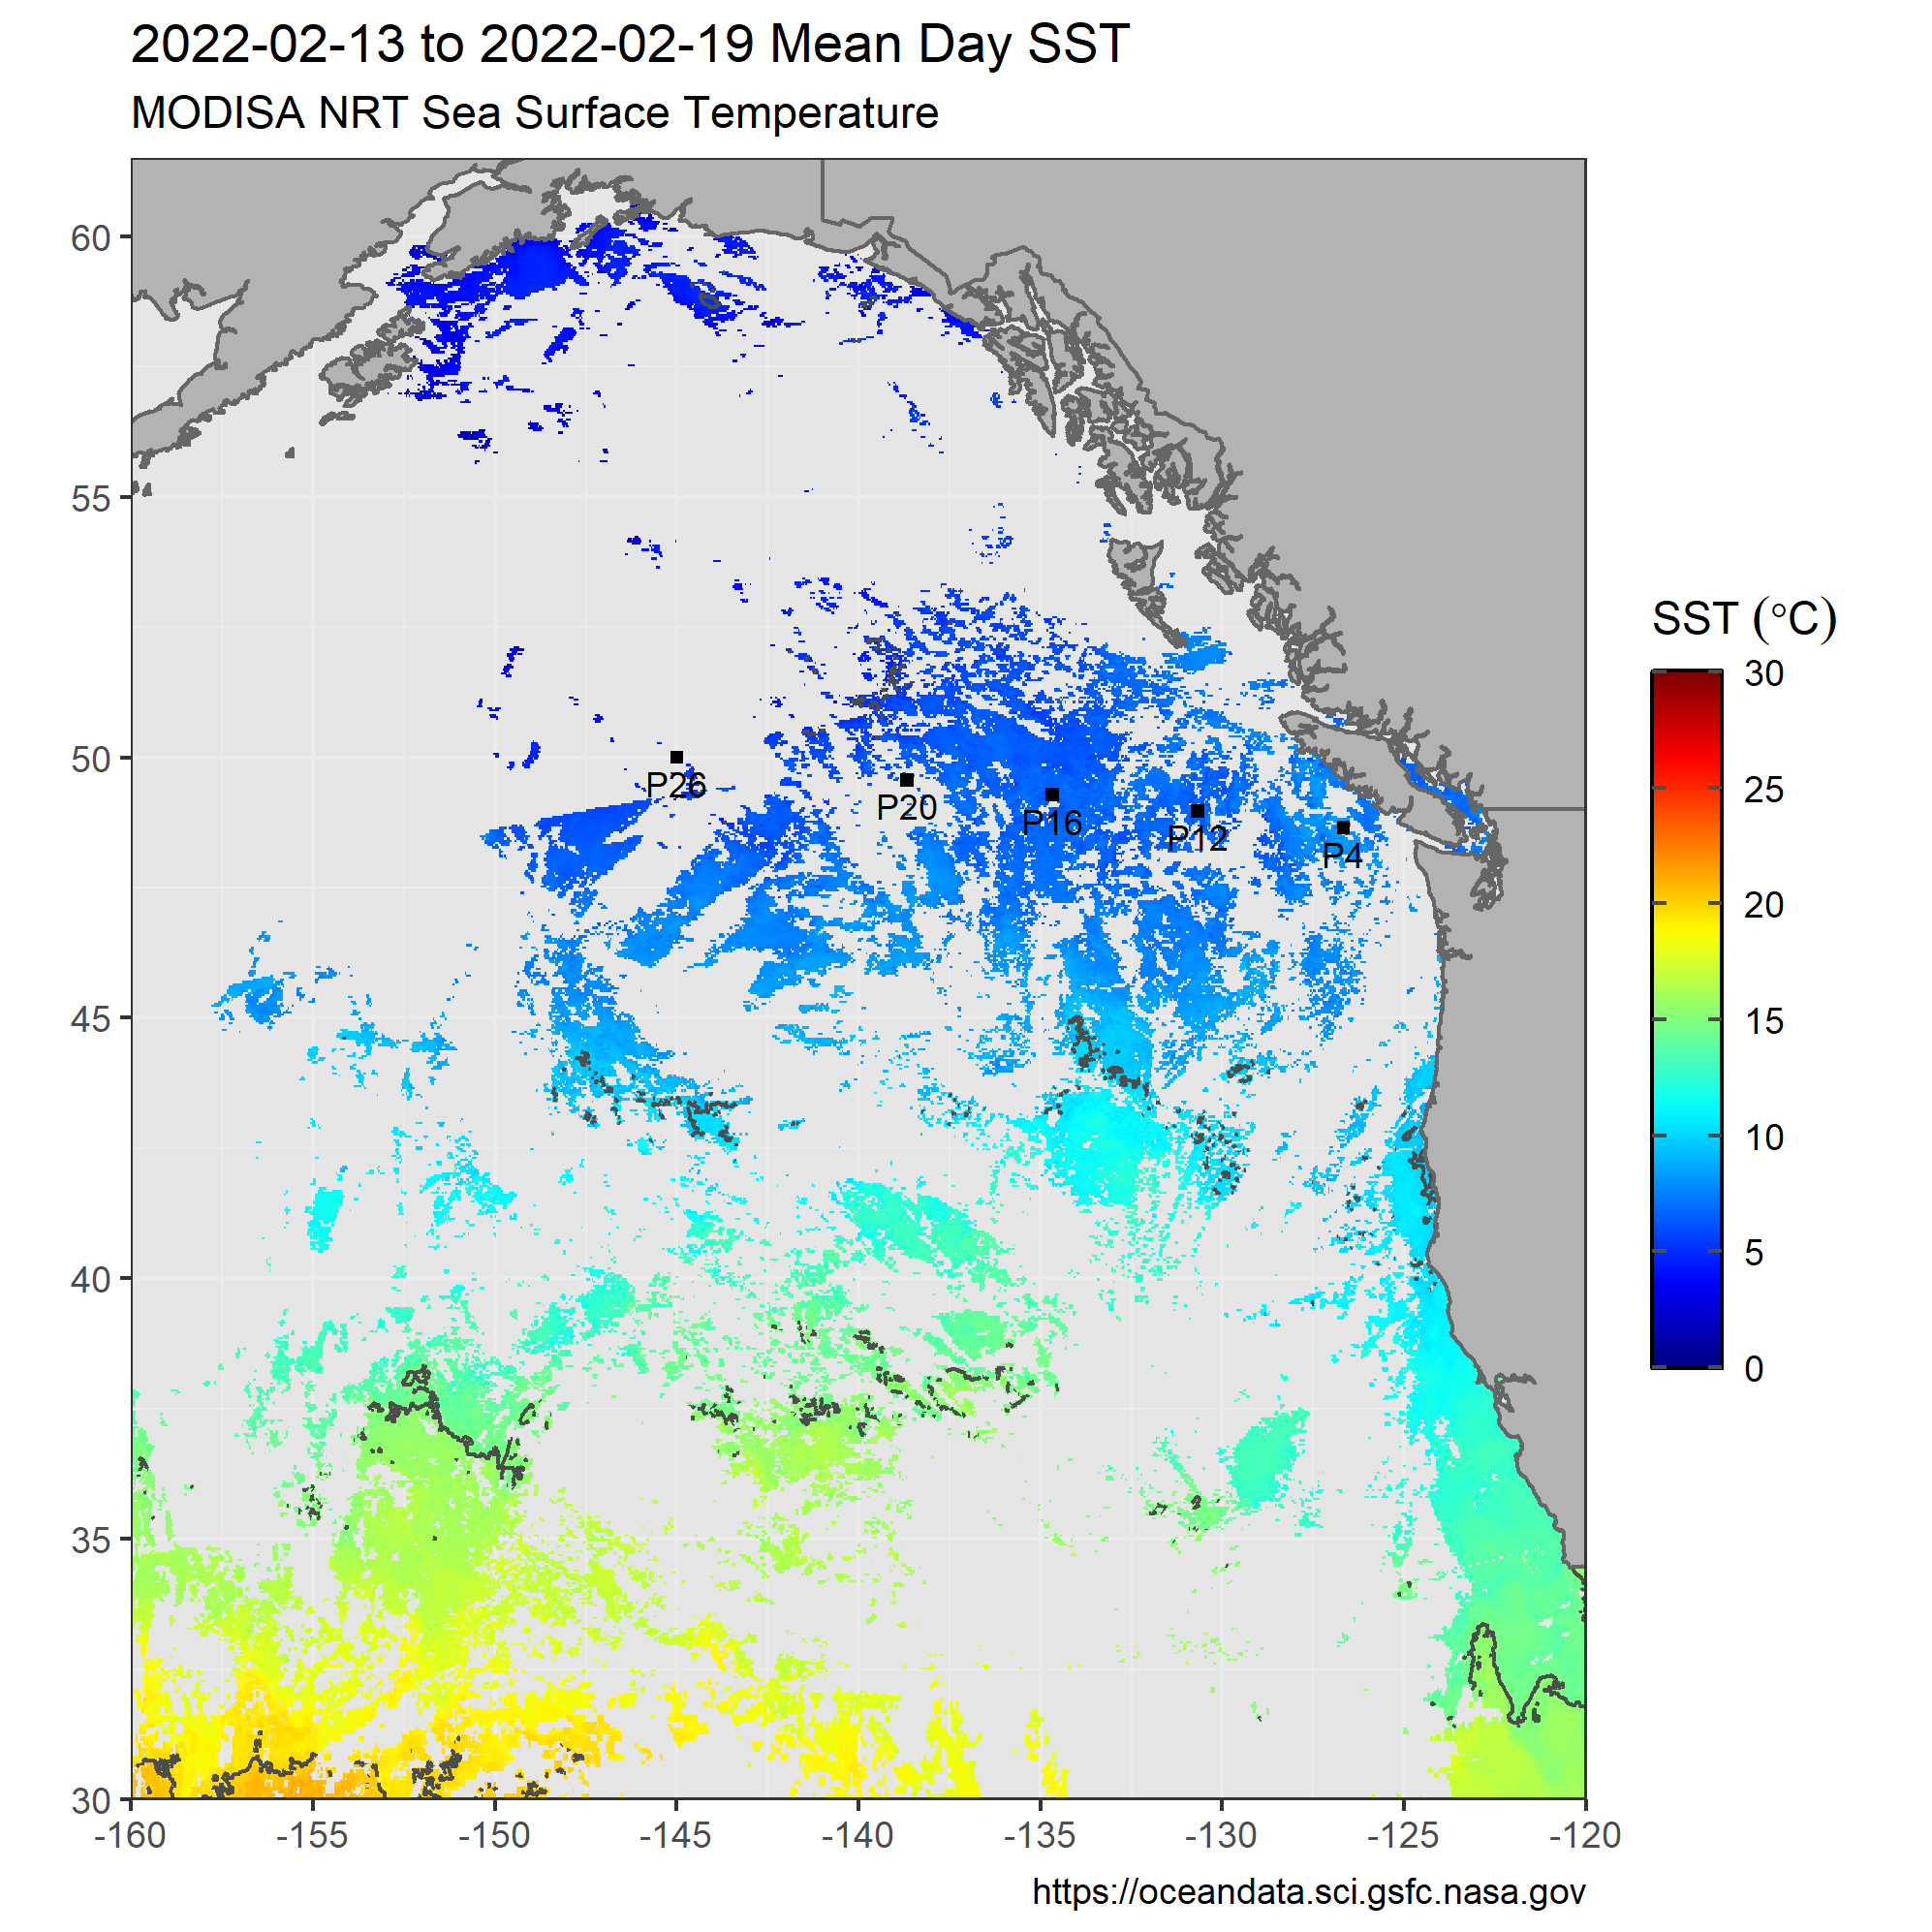 2022-02-13 to 2022-02-19 Mean Day SST
MODISA NRT Sea Surface Temperature
60
55
50
45
40
35
30
P26
P20
P16
P12
P4
-160
-155
-150
-145
-140
-135
-130
-125
-120
SST (°C)
30
25
20
15
10
5
0
https://oceandata.sci.gsfc.nasa.gov